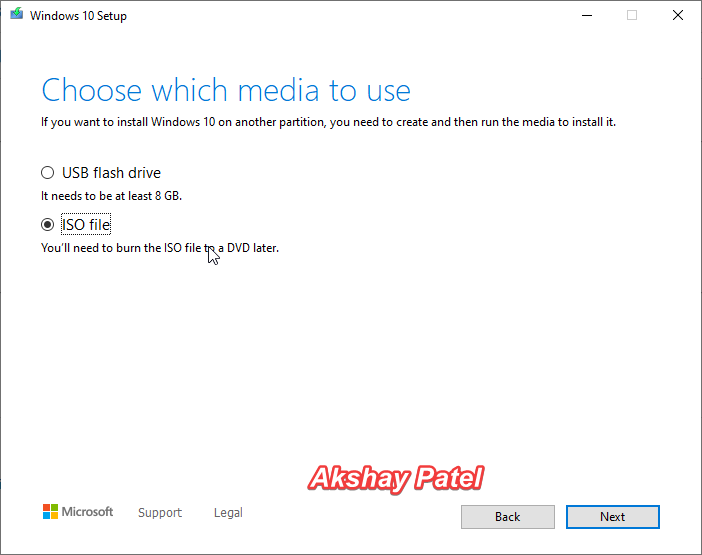 Windows 10 Setup
Choose which media to use
If you want to install Windows 10 on another partition, you need to create and then run the media to install it.
USB flash drive
It needs to be at least 8 GB.
ISO file
You'll need to burn the ISO file to a DVD later.
Akshay Patel
Microsoft Support Legal Back Next